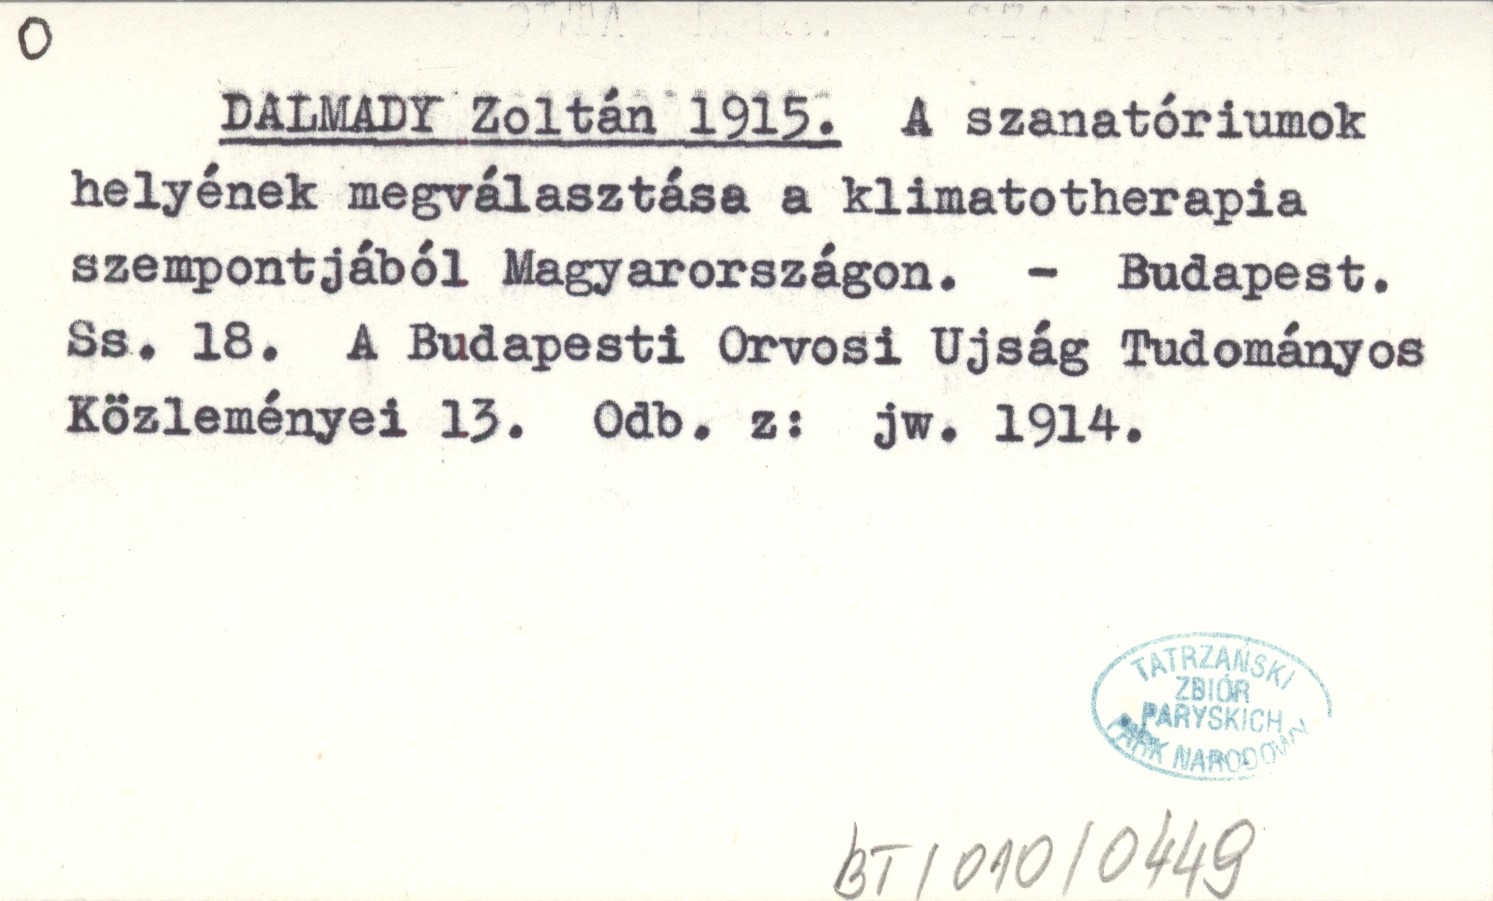 O
DALMADY Zoltán 1915. A szanatóriumok
helyének megválasztása a klimatotherapia
szempontjából Magyarországon. - Budapest.
Ss. 18. A Budapesti Orvosi Ujság Tudományos
Közleményei 13. Odb. z: jw. 1914.
TATRZAŃSKI
ZBIÓR
PARYSKICH
PARK NARODOWY
BT/010/0449